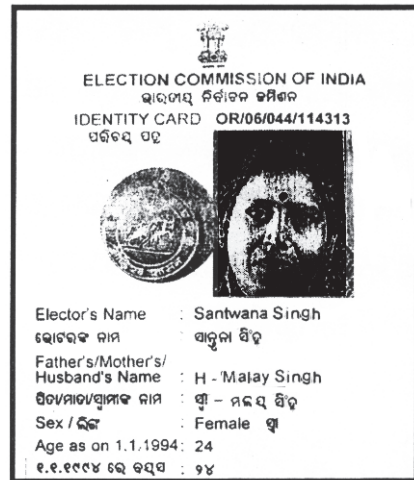 ELECTION COMMISSION OF INDIA
ଭାରତୀୟ ନିର୍ବାଚନ କମିଶନ
IDENTITY CARD OR/06/044/114313
ପରିଚୟ ପତ୍ର
Elector's Name : Santwana Singh
ଭୋଟରଙ୍କ ନାମ : ସାନ୍ତ୍ୱନା ସିଂହ
Father's/Mother's/
Husband's Name : H - Malay Singh
ପିତା/ମାତା/ସ୍ୱାମୀଙ୍କ ନାମ : ସ୍ୱା - ମଳୟ ସିଂହ
Sex / ଲିଙ୍ଗ : Female ସ୍ତ୍ରୀ
Age as on 1.1.1994 : 24
୧.୧.୧୯୯୪ ରେ ବୟସ : ୨୪